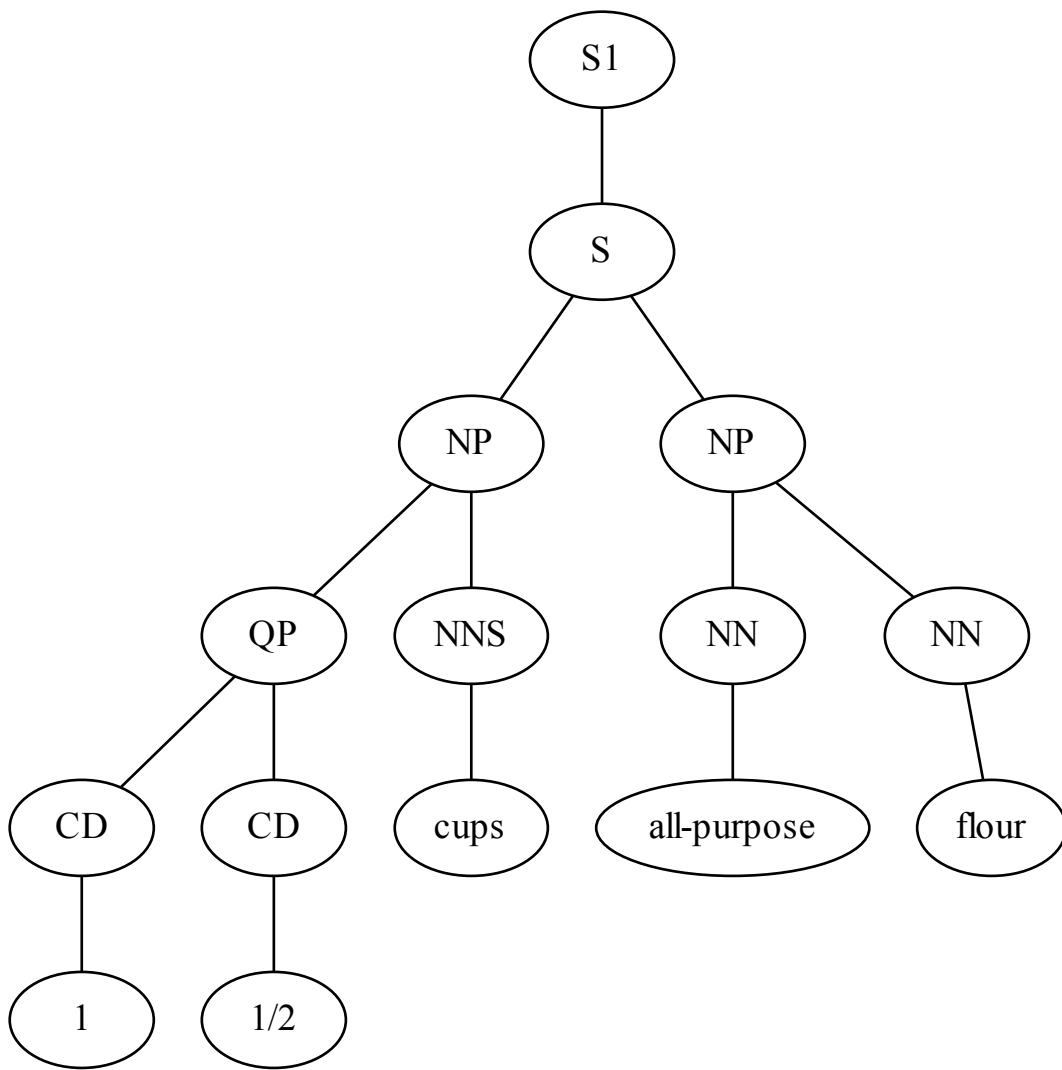 S1
S
NP NP
QP NNS NN NN
CD CD cups all-purpose flour
1 1/2